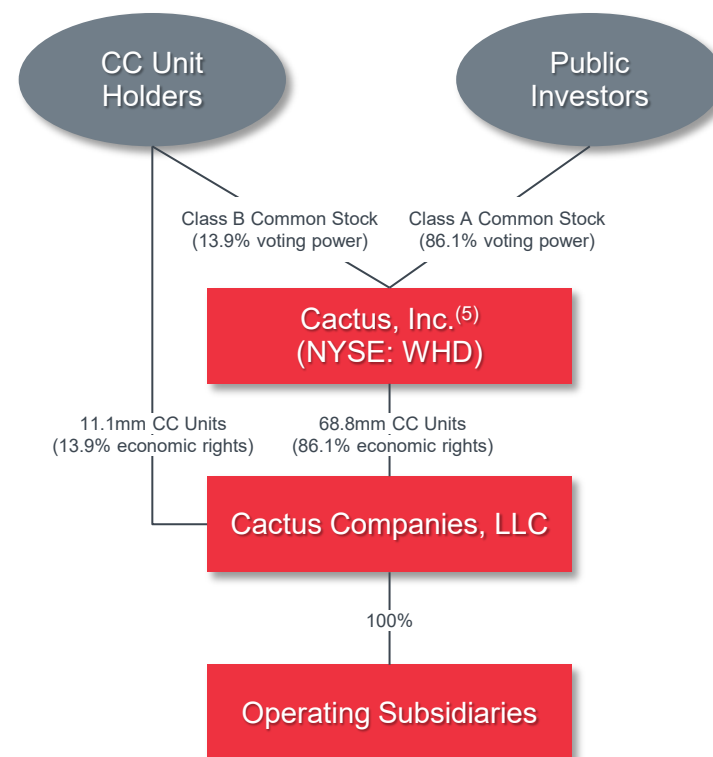 CC Unit
Holders
Public
Investors
Class B Common Stock
(13.9% voting power)
Class A Common Stock
(86.1% voting power)
Cactus, Inc.(5)
(NYSE: WHD)
11.1mm CC Units
(13.9% economic rights)
68.8mm CC Units
(86.1% economic rights)
Cactus Companies, LLC
100%
Operating Subsidiaries